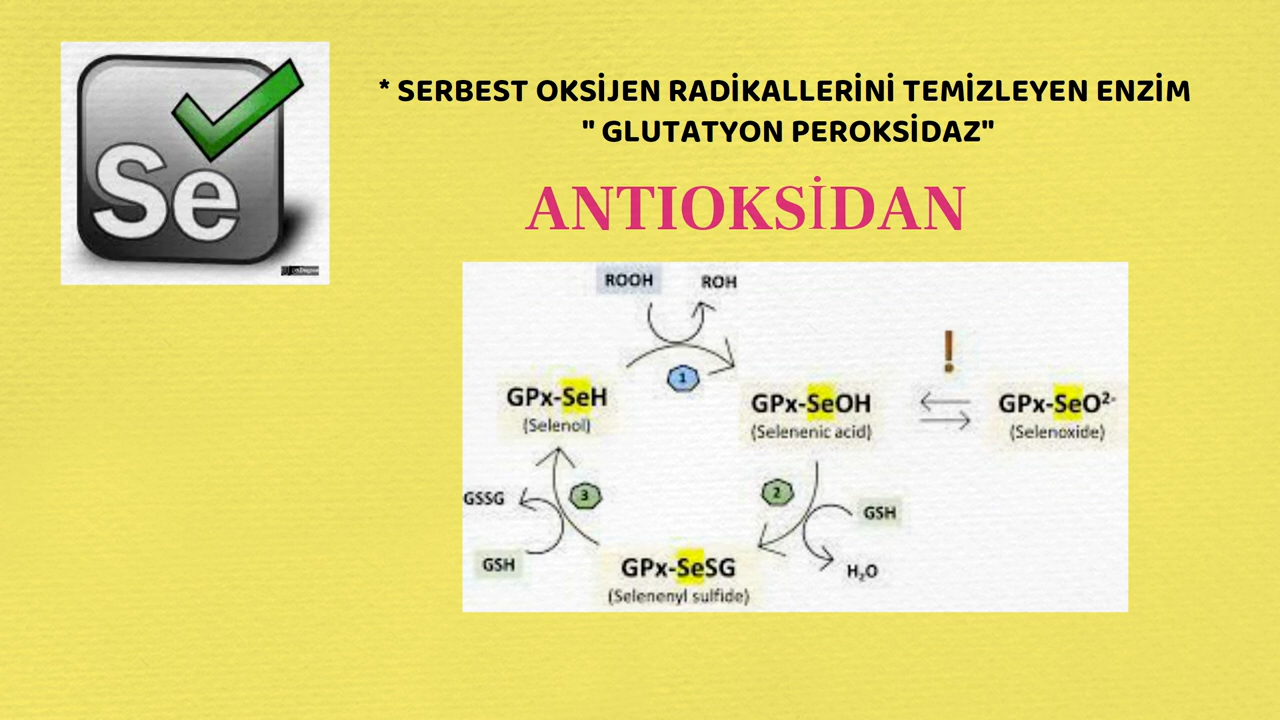 Se
* SERBEST OKSİJEN RADİKALLERİNİ TEMİZLEYEN ENZİM
" GLUTATYON PEROKSİDAZ"
ANTIOKSİDAN
ROOH
ROH
1
!
GPx-SeH
(Selenol)
GPx-SeOH
(Selenenic acid)
GPx-SeO²⁻
(Selenoxide)
GSSG
3
2
GSH
GSH
GPx-SeSG
(Selenenyl sulfide)
H₂O